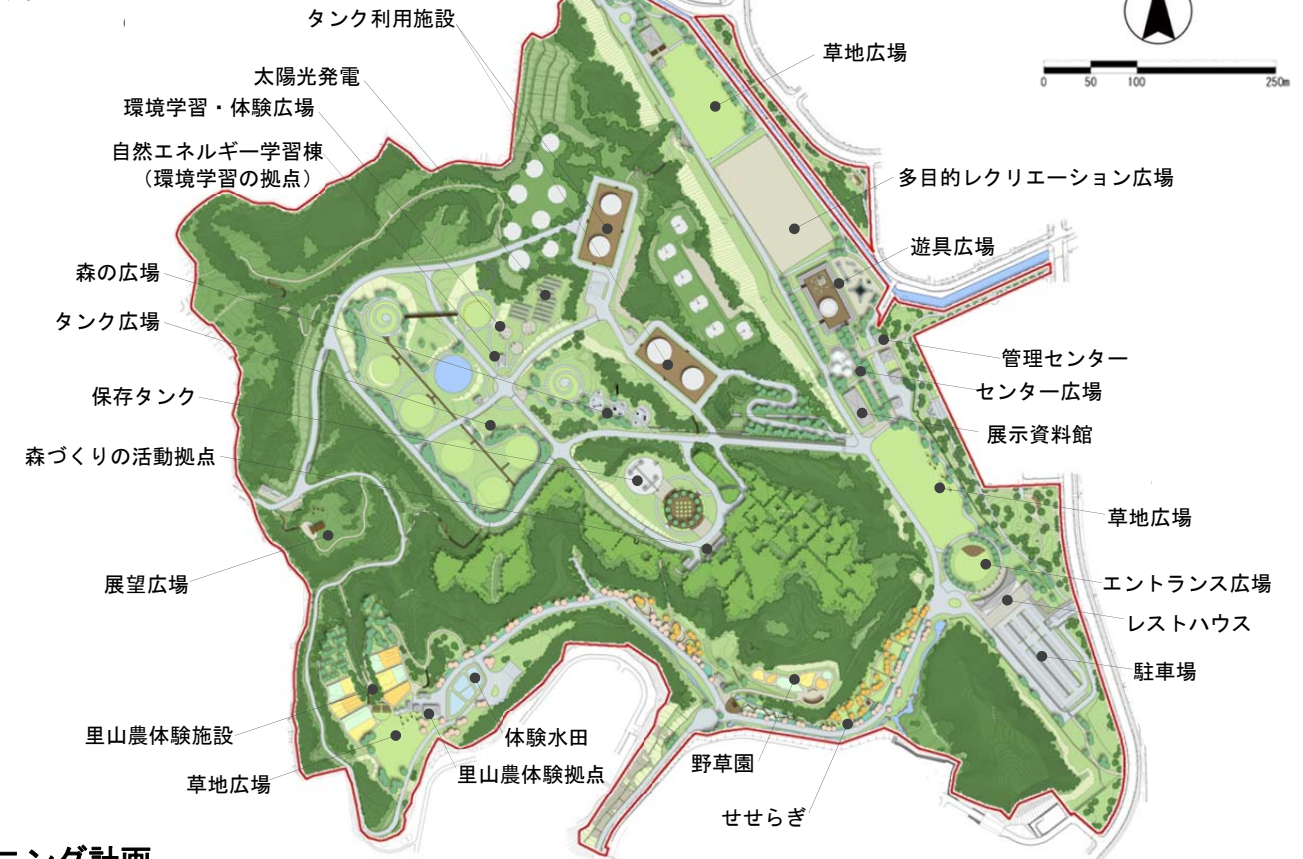 タンク利用施設
太陽光発電
環境学習・体験広場
自然エネルギー学習棟
（環境学習の拠点）
森の広場
タンク広場
保存タンク
森づくりの活動拠点
展望広場
里山農体験施設
草地広場
体験水田
里山農体験拠点
野草園
せせらぎ
草地広場
多目的レクリエーション広場
遊具広場
管理センター
センター広場
展示資料館
草地広場
エントランス広場
レストハウス
駐車場
0 50 100 250m
ニング計画